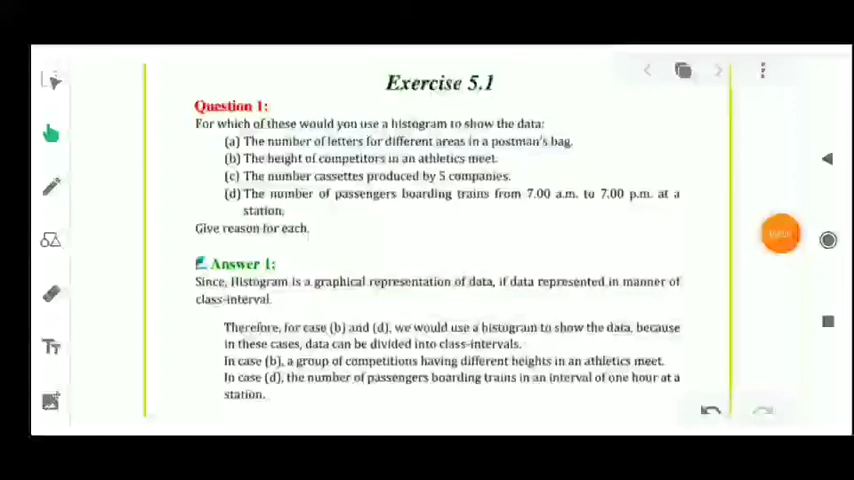 Exercise 5.1
Question 1:
For which of these would you use a histogram to show the data:
(a) The number of letters for different areas in a postman's bag.
(b) The height of competitors in an athletics meet.
(c) The number cassettes produced by 5 companies.
(d) The number of passengers boarding trains from 7.00 a.m. to 7.00 p.m. at a
station.
Give reason for each.
Answer 1:
Since, Histogram is a graphical representation of data, if data represented in manner of
class-interval.
Therefore, for case (b) and (d), we would use a histogram to show the data, because
in these cases, data can be divided into class-intervals.
In case (b), a group of competitions having different heights in an athletics meet.
In case (d), the number of passengers boarding trains in an interval of one hour at a
station.